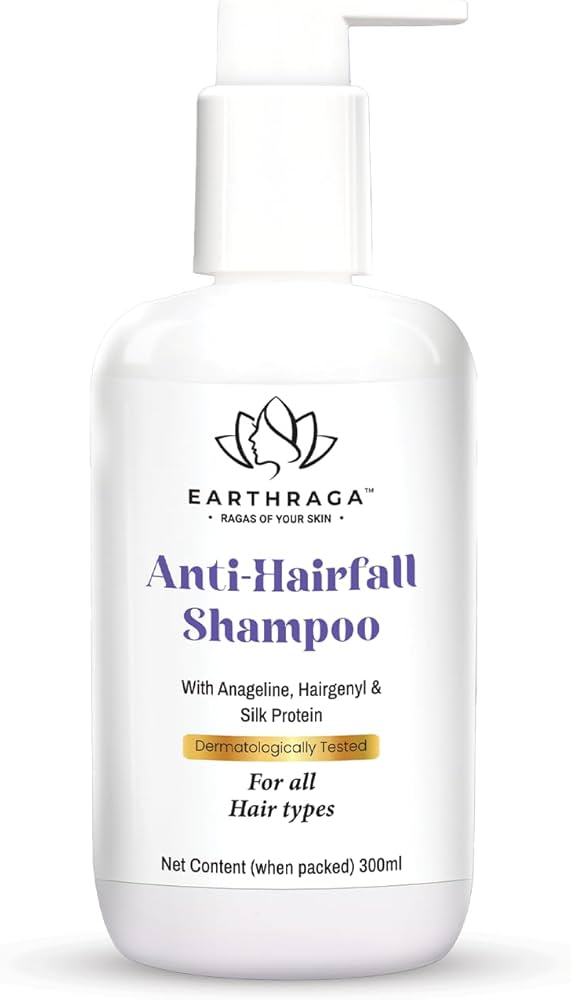 EARTHRAGA™
• RAGAS OF YOUR SKIN •
Anti-Hairfall
Shampoo
With Anageline, Hairgenyl &
Silk Protein
Dermatologically Tested
For all
Hair types
Net Content (when packed) 300ml